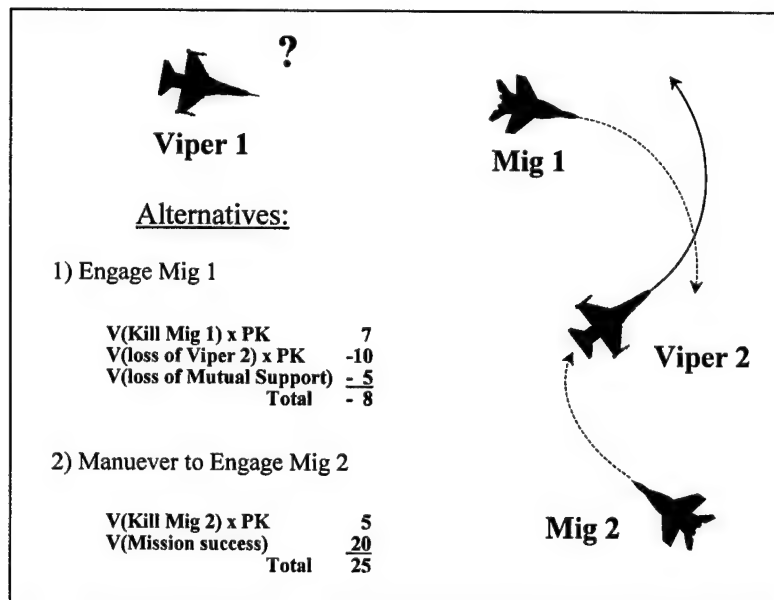 ?
Viper 1
Mig 1
Alternatives:
1) Engage Mig 1
V(Kill Mig 1) x PK 7
V(loss of Viper 2) x PK -10
V(loss of Mutual Support) - 5
Total - 8
Viper 2
2) Manuever to Engage Mig 2
V(Kill Mig 2) x PK 5
V(Mission success) 20
Total 25
Mig 2